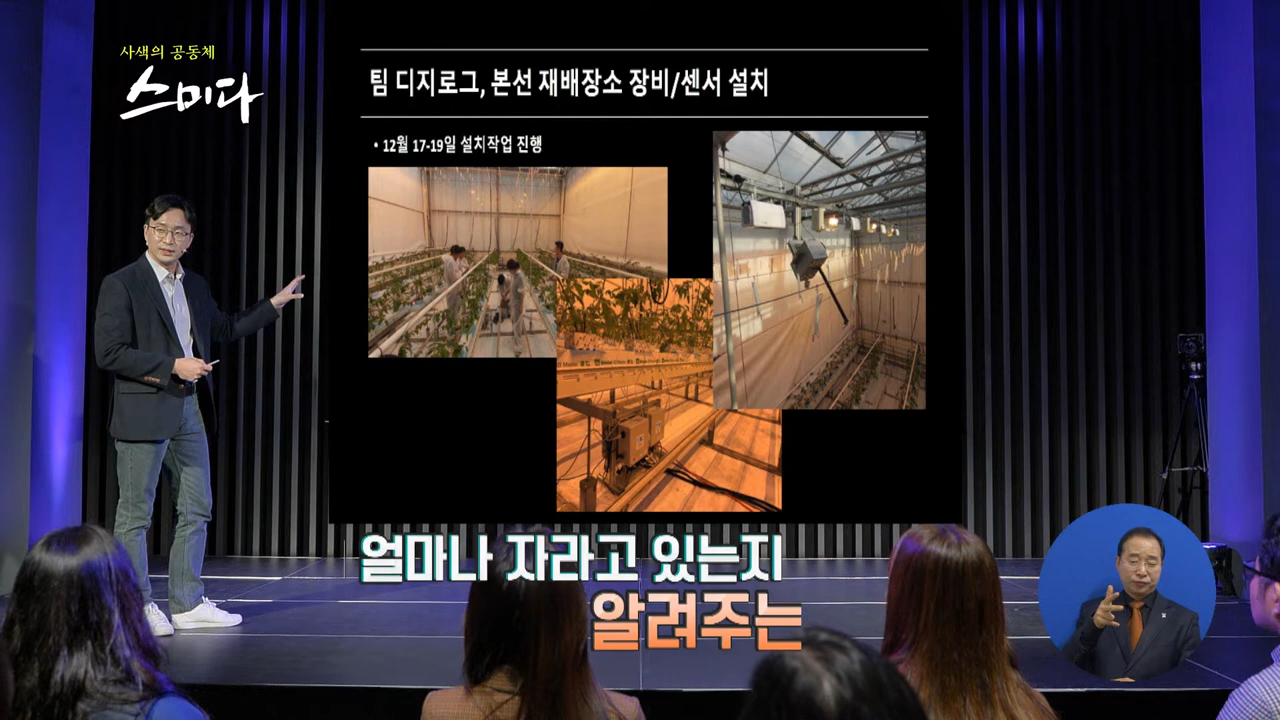 사색의 공동체
스미다
팀 디지로그, 본선 재배장소 장비/센서 설치
• 12월 17-19일 설치작업 진행
얼마나 자라고 있는지
알려주는